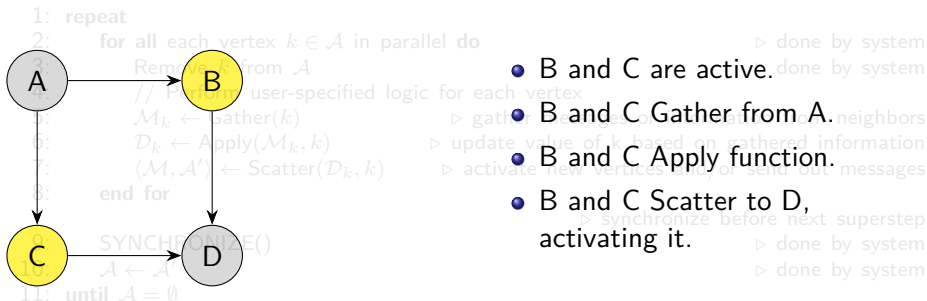 1: repeat
2: for all each vertex k ∈ A in parallel do ▷ done by system
3: Remove k from A ▷ done by system
4: // Perform user-specified logic for each vertex
5: M_k ← Gather(k) ▷ gather messages or neighbors
6: D_k ← Apply(M_k, k) ▷ update value of k based on gathered information
7: ⟨M, A′⟩ ← Scatter(D_k, k) ▷ activate new vertices and/or send out messages
8: end for
▷ synchronize before next superstep
9: SYNCHRONIZE() ▷ done by system
10: A ← A′ ▷ done by system
11: until A = ∅
A
B
C
D
• B and C are active.
• B and C Gather from A.
• B and C Apply function.
• B and C Scatter to D,
activating it.